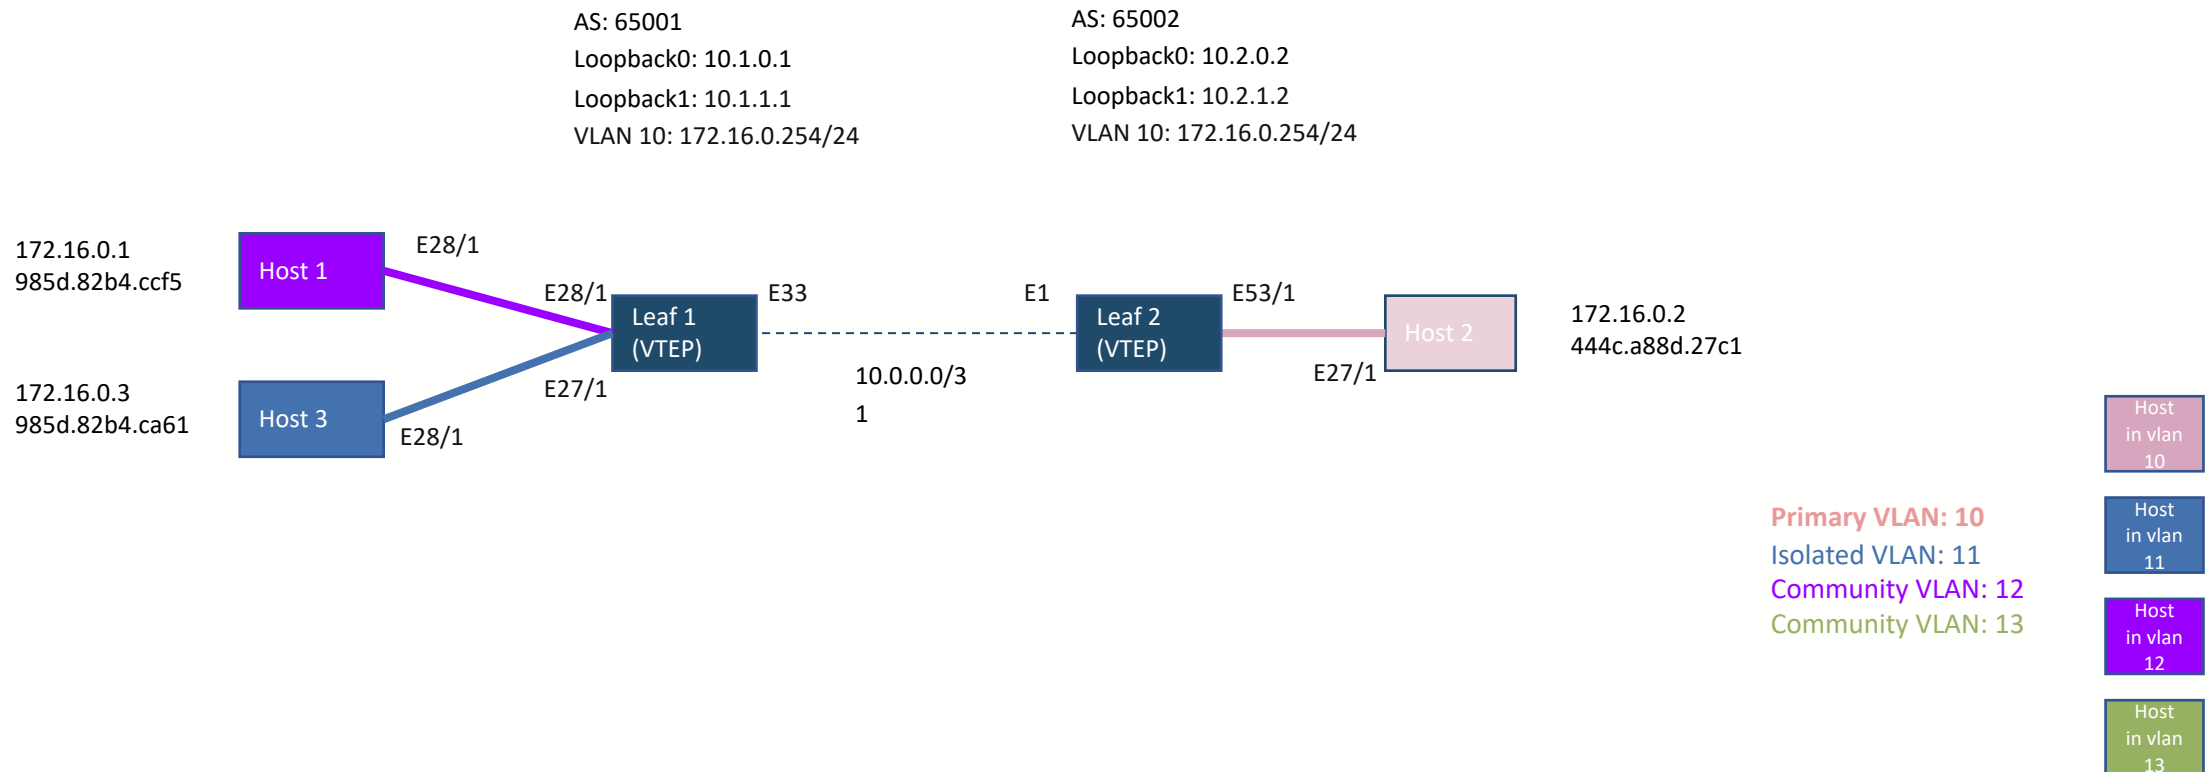 AS: 65001
Loopback0: 10.1.0.1
Loopback1: 10.1.1.1
VLAN 10: 172.16.0.254/24
AS: 65002
Loopback0: 10.2.0.2
Loopback1: 10.2.1.2
VLAN 10: 172.16.0.254/24
172.16.0.1
985d.82b4.ccf5
Host 1
E28/1
E28/1
Leaf 1
(VTEP)
E33
E1
Leaf 2
(VTEP)
E53/1
Host 2
E27/1
172.16.0.2
444c.a88d.27c1
172.16.0.3
985d.82b4.ca61
Host 3
E28/1
E27/1
10.0.0.0/3
1
Primary VLAN: 10
Isolated VLAN: 11
Community VLAN: 12
Community VLAN: 13
Host
in vlan
10
Host
in vlan
11
Host
in vlan
12
Host
in vlan
13